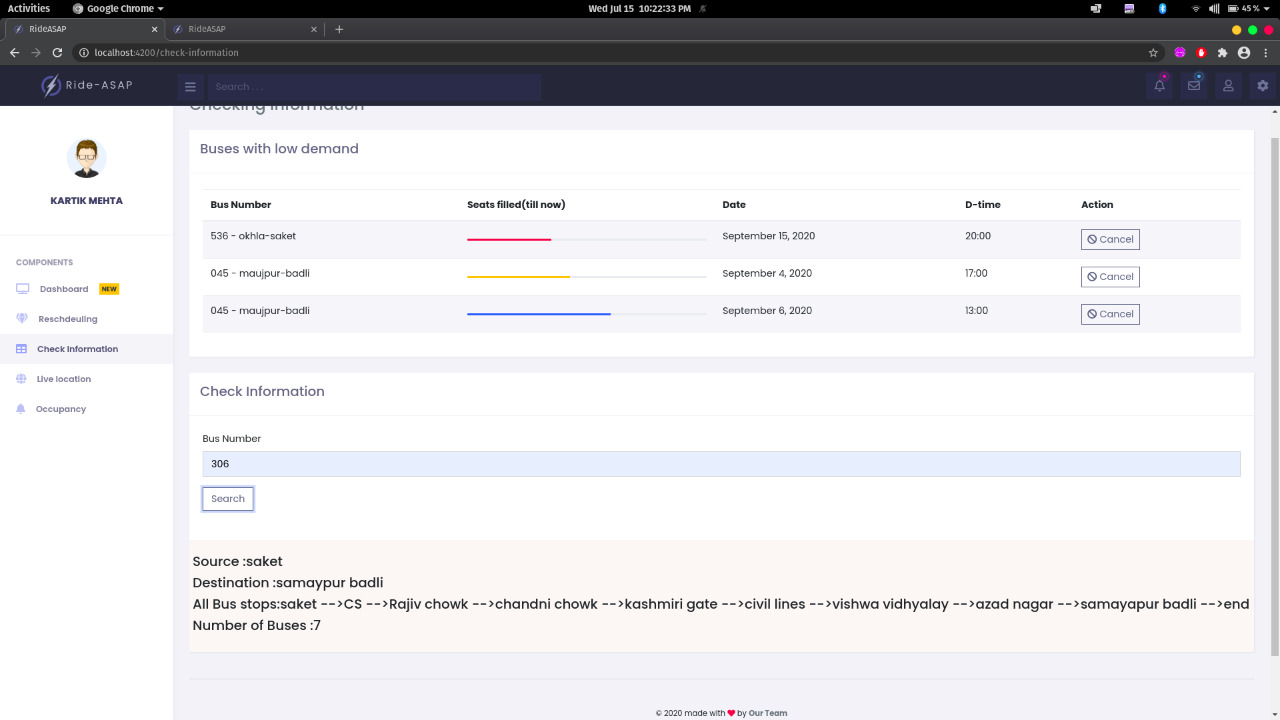 Activities
Google Chrome
Wed Jul 15 10:22:33 PM
45 %
RideASAP
RideASAP
localhost:4200/check-information
Ride-ASAP
Search . . .
Checking Information
KARTIK MEHTA
COMPONENTS
Dashboard NEW
Reschdeuling
Check Information
Live location
Occupancy
Buses with low demand
Bus Number Seats filled(till now) Date D-time Action
536 - okhla-saket September 15, 2020 20:00 Cancel
045 - maujpur-badli September 4, 2020 17:00 Cancel
045 - maujpur-badli September 6, 2020 13:00 Cancel
Check Information
Bus Number
306
Search
Source :saket
Destination :samaypur badli
All Bus stops:saket -->CS -->Rajiv chowk -->chandni chowk -->kashmiri gate -->civil lines -->vishwa vidhyalay -->azad nagar -->samayapur badli -->end
Number of Buses :7
© 2020 made with by Our Team